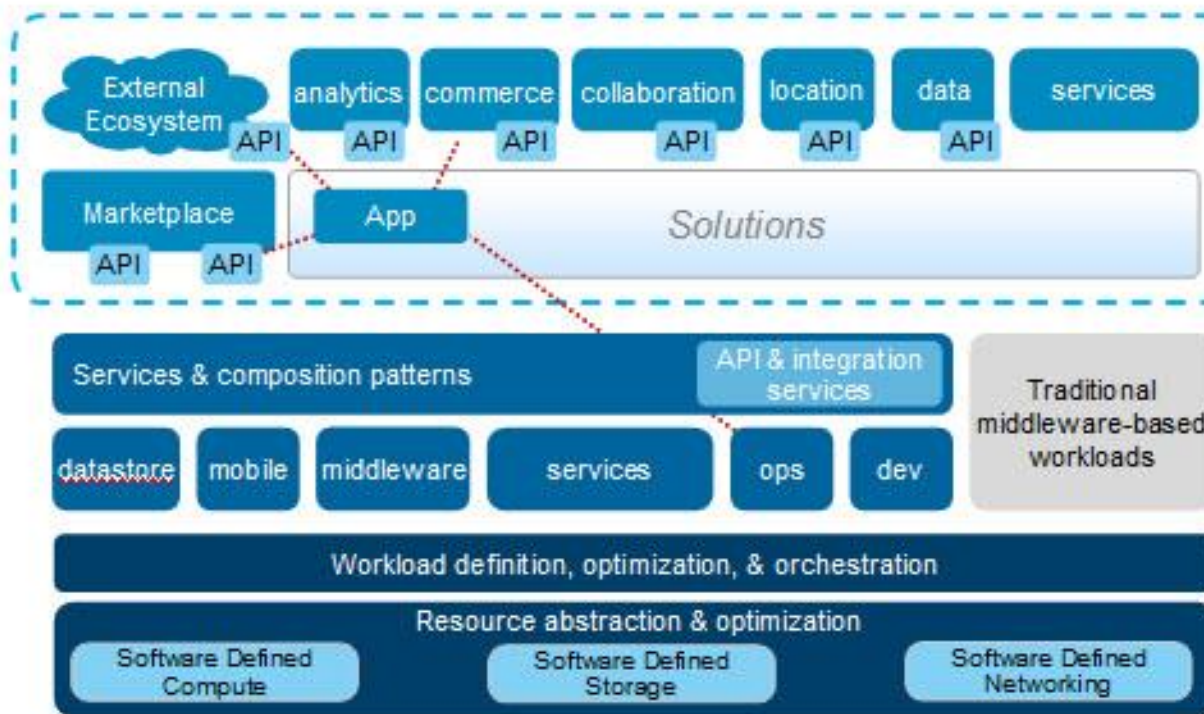 External
Ecosystem
API
analytics
API
commerce
API
collaboration
API
location
API
data
API
services
Marketplace
API
API
App
Solutions
Services & composition patterns
API & integration
services
Traditional
middleware-based
workloads
datastore
mobile
middleware
services
ops
dev
Workload definition, optimization, & orchestration
Resource abstraction & optimization
Software Defined
Compute
Software Defined
Storage
Software Defined
Networking